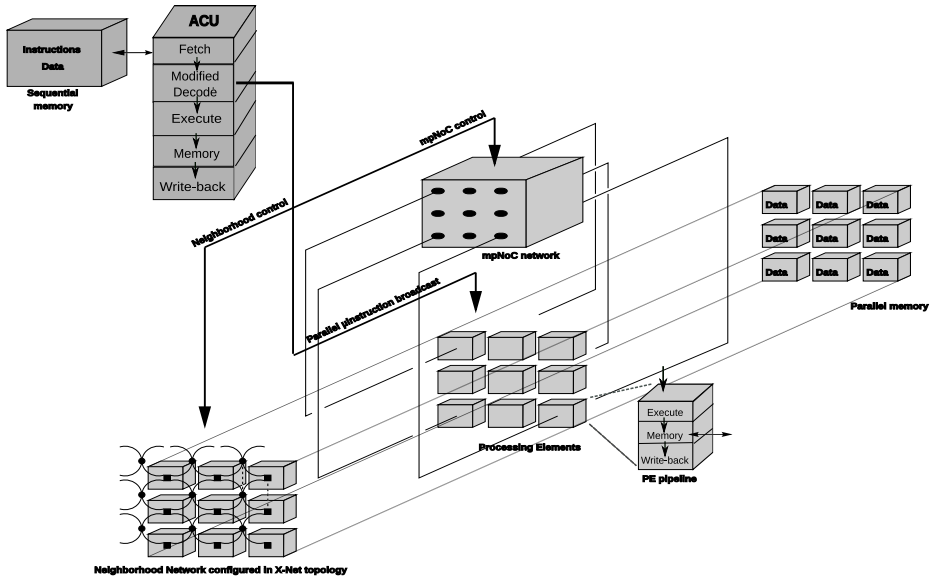 ACU
Instructions
Data
Sequential
memory
Fetch
Modified
Decode
Execute
Memory
Write-back
mpNoC control
Neighborhood control
mpNoC network
Parallel µInstruction broadcast
Data Data Data
Data Data Data
Data Data Data
Parallel memory
Processing Elements
Execute
Memory
Write-back
PE pipeline
Neighborhood Network configured in X-Net topology